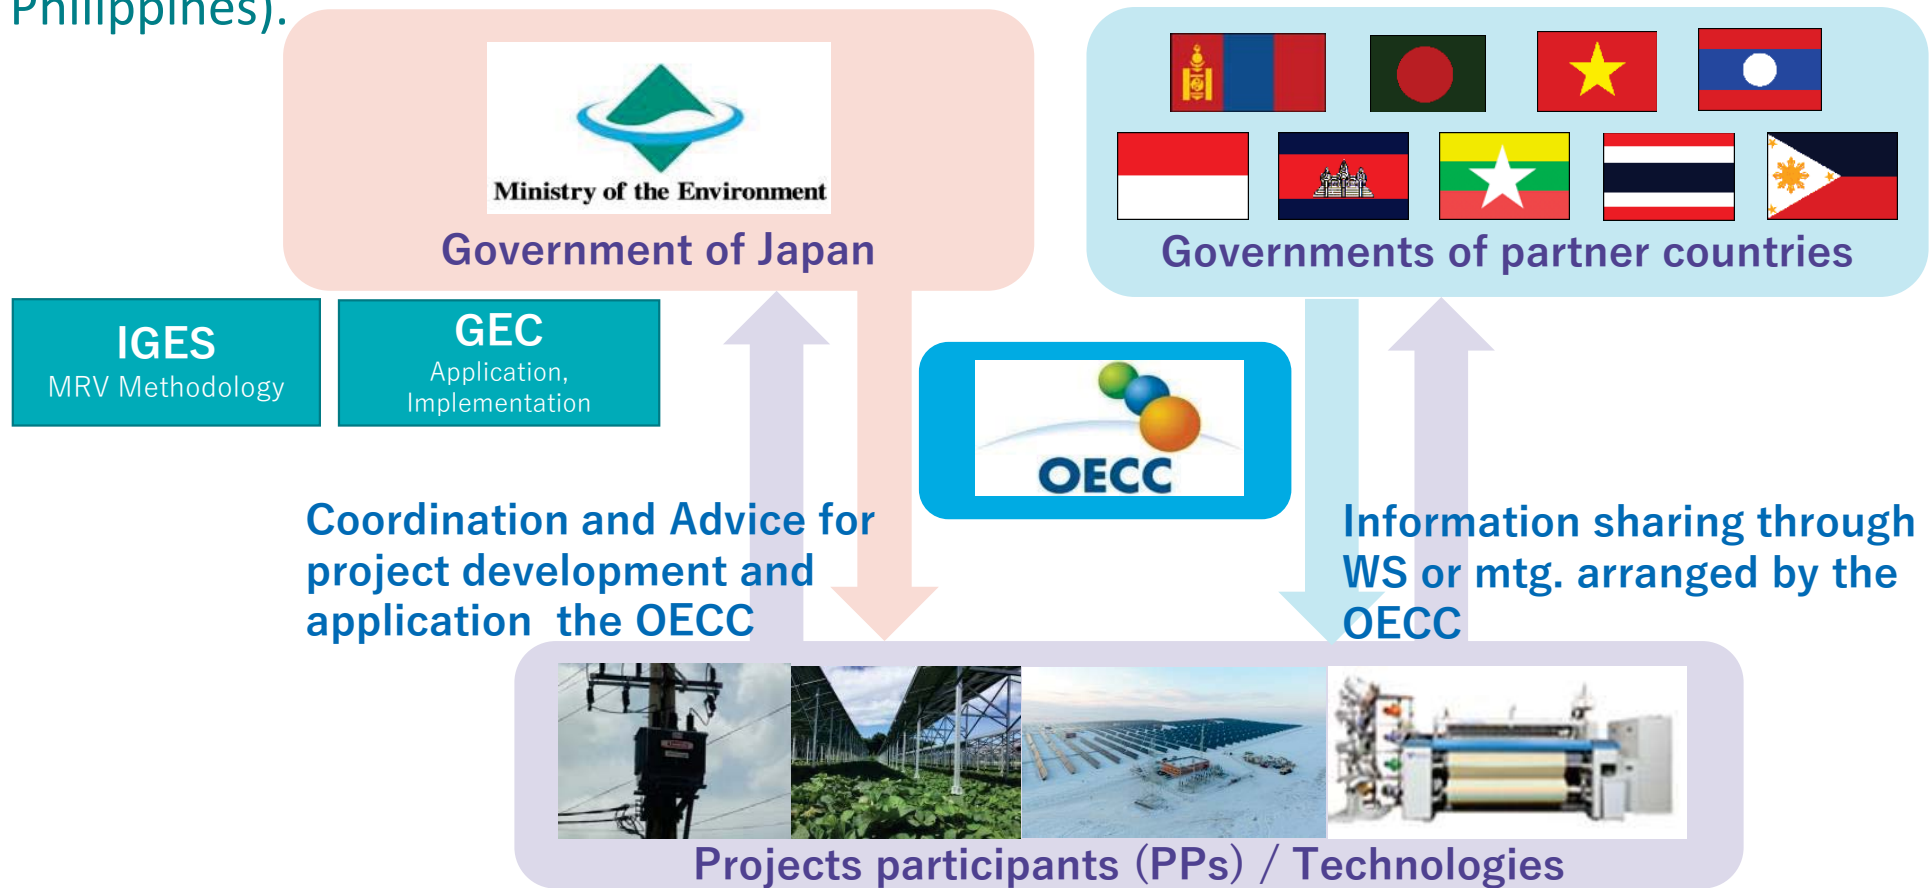 Philippines).
Ministry of the Environment
Government of Japan
Governments of partner countries
IGES
MRV Methodology
GEC
Application,
Implementation
OECC
Coordination and Advice for
project development and
application the OECC
Information sharing through
WS or mtg. arranged by the
OECC
Projects participants (PPs) / Technologies